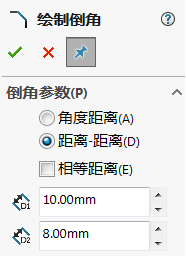 绘制倒角
倒角参数(P)
角度距离(A)
距离-距离(D)
相等距离(E)
D1 10.00mm
D2 8.00mm